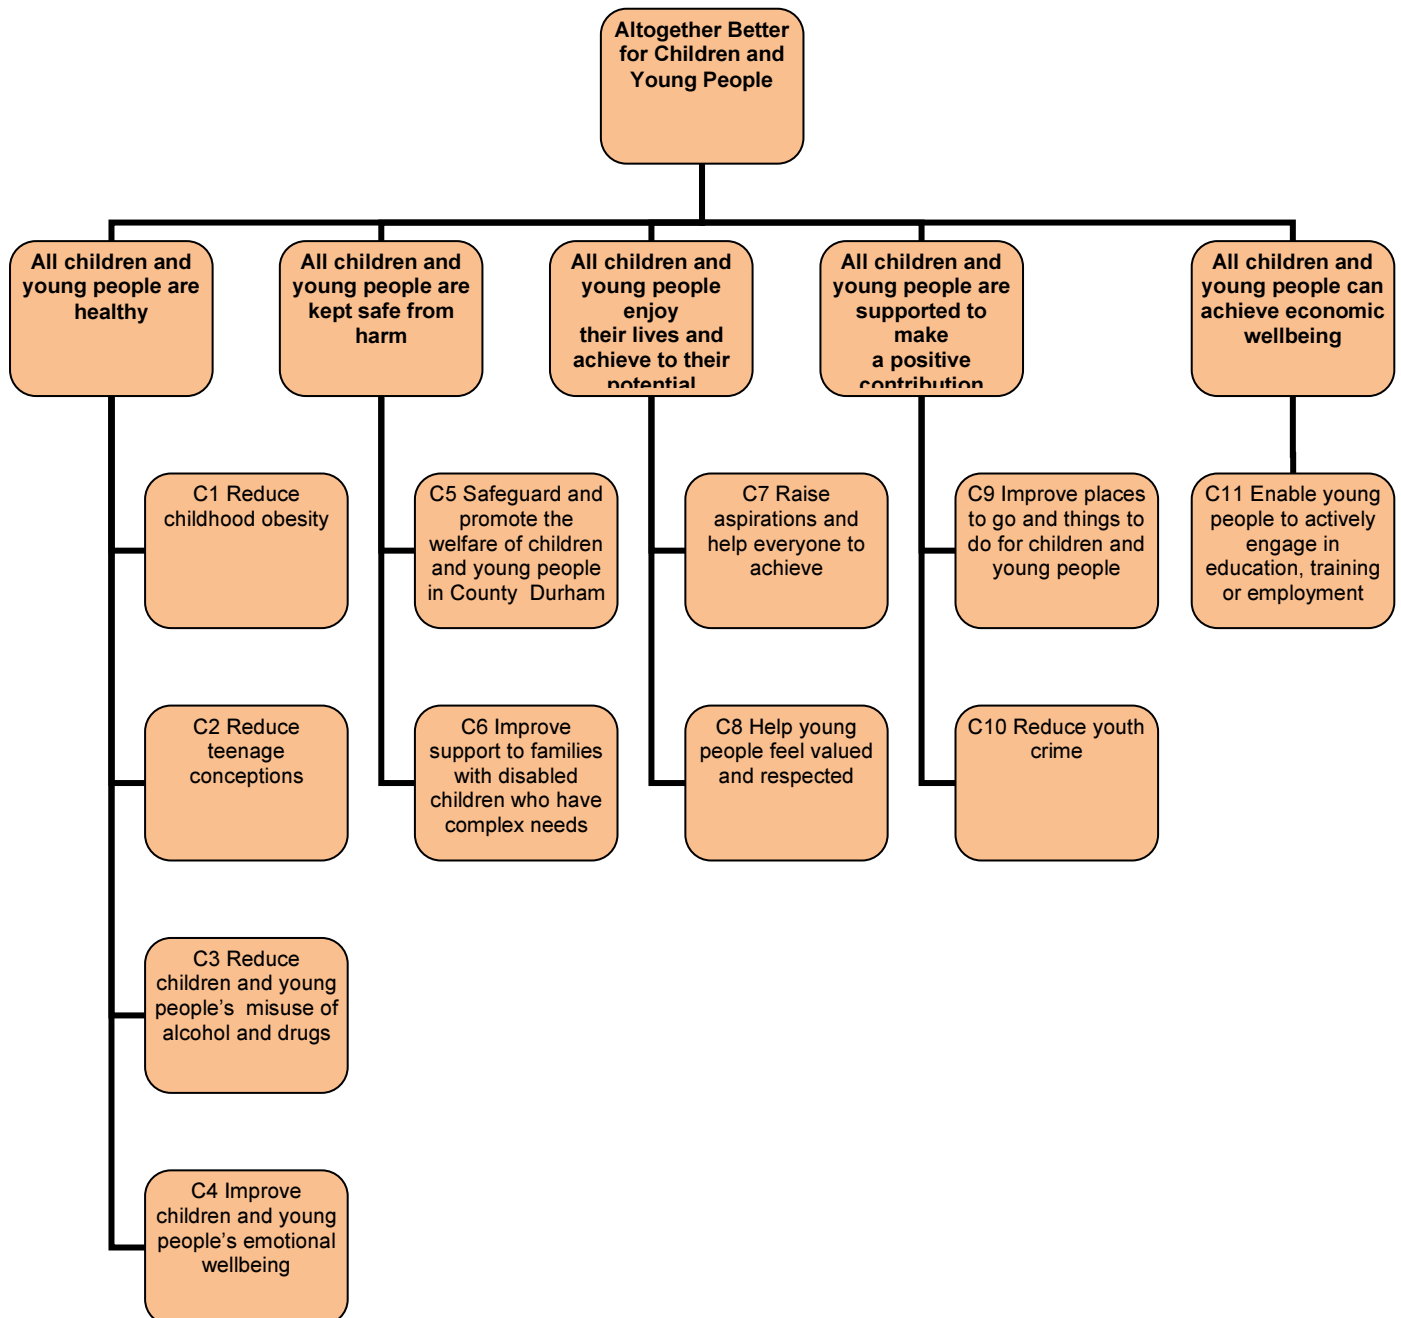 Altogether Better
for Children and
Young People
All children and
young people are
healthy
All children and
young people are
kept safe from
harm
All children and
young people
enjoy
their lives and
achieve to their
potential
All children and
young people are
supported to
make
a positive
contribution
All children and
young people can
achieve economic
wellbeing
C1 Reduce
childhood obesity
C5 Safeguard and
promote the
welfare of children
and young people
in County  Durham
C7 Raise
aspirations and
help everyone to
achieve
C9 Improve places
to go and things to
do for children and
young people
C11 Enable young
people to actively
engage in
education, training
or employment
C2 Reduce
teenage
conceptions
C6 Improve
support to families
with disabled
children who have
complex needs
C8 Help young
people feel valued
and respected
C10 Reduce youth
crime
C3 Reduce
children and young
people’s  misuse of
alcohol and drugs
C4 Improve
children and young
people’s emotional
wellbeing